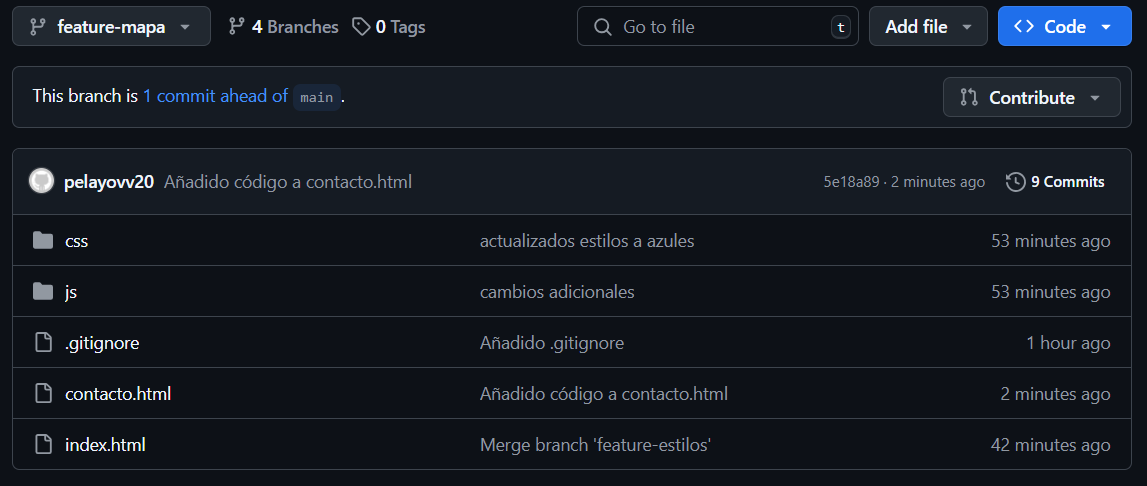 feature-mapa 4 Branches 0 Tags Go to file t Add file Code
This branch is 1 commit ahead of main.
Contribute
pelayovv20 Añadido código a contacto.html 5e18a89 · 2 minutes ago 9 Commits
css actualizados estilos a azules 53 minutes ago
js cambios adicionales 53 minutes ago
.gitignore Añadido .gitignore 1 hour ago
contacto.html Añadido código a contacto.html 2 minutes ago
index.html Merge branch 'feature-estilos' 42 minutes ago